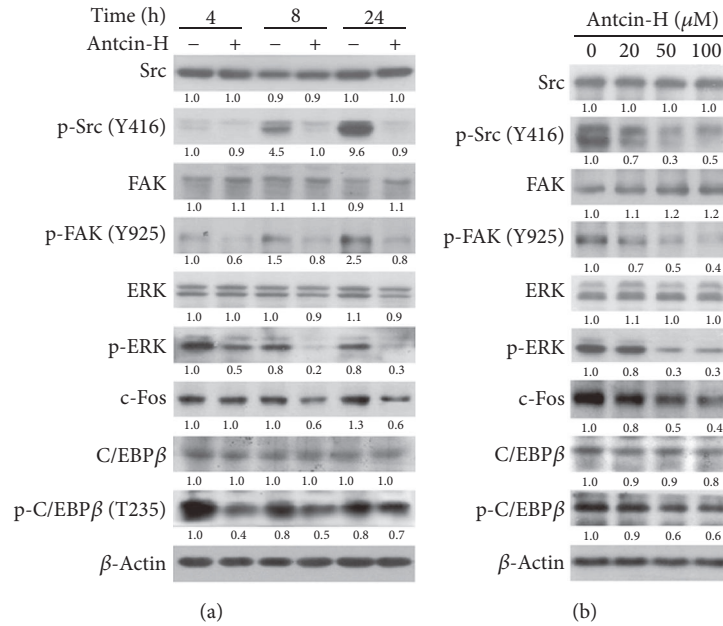 Time (h) 4 8 24
Antcin-H − + − + − +
Src
1.0 1.0 0.9 0.9 1.0 1.0
p-Src (Y416)
1.0 0.9 4.5 1.0 9.6 0.9
FAK
1.0 1.1 1.1 1.1 0.9 1.1
p-FAK (Y925)
1.0 0.6 1.5 0.8 2.5 0.8
ERK
1.0 1.0 1.0 0.9 1.1 0.9
p-ERK
1.0 0.5 0.8 0.2 0.8 0.3
c-Fos
1.0 1.0 1.0 0.6 1.3 0.6
C/EBPβ
1.0 1.0 1.0 1.0 1.0 1.0
p-C/EBPβ (T235)
1.0 0.4 0.8 0.5 0.8 0.7
β-Actin
(a)
Antcin-H (μM)
0 20 50 100
Src
1.0 1.0 1.0 1.0
p-Src (Y416)
1.0 0.7 0.3 0.5
FAK
1.0 1.1 1.2 1.2
p-FAK (Y925)
1.0 0.7 0.5 0.4
ERK
1.0 1.1 1.0 1.0
p-ERK
1.0 0.8 0.3 0.3
c-Fos
1.0 0.8 0.5 0.4
C/EBPβ
1.0 0.9 0.9 0.8
p-C/EBPβ
1.0 0.9 0.6 0.6
β-Actin
(b)